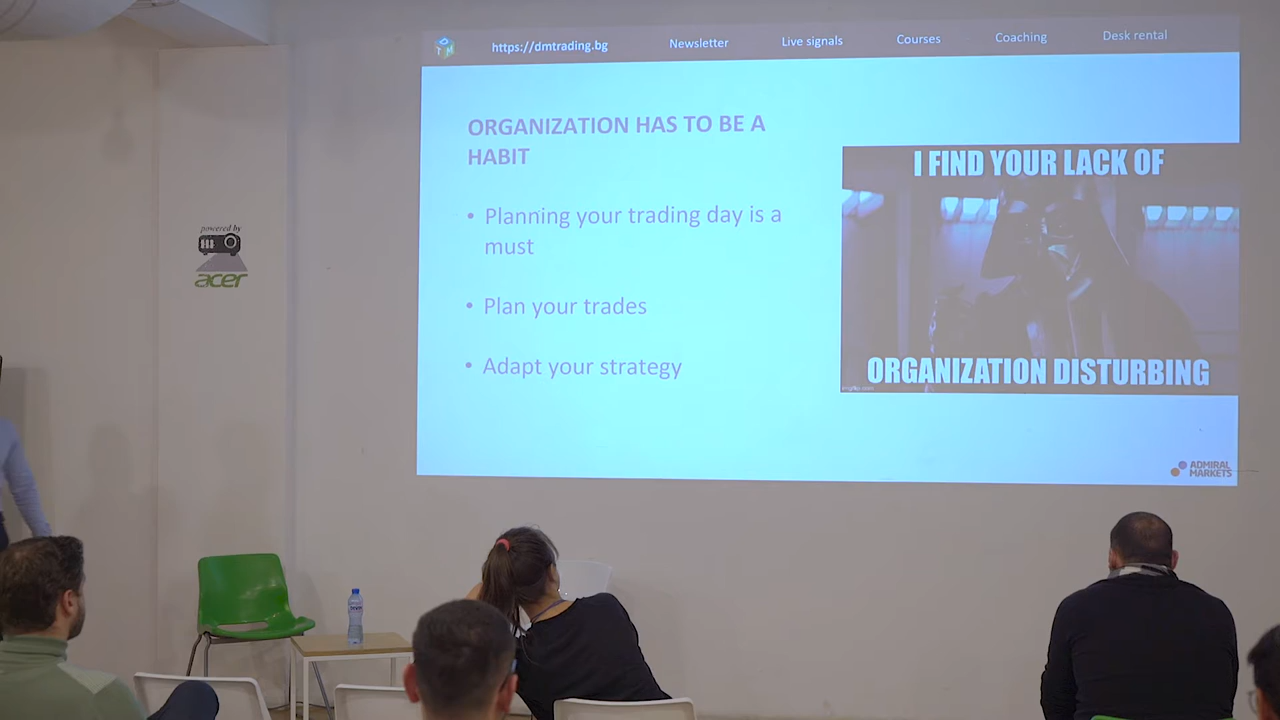 https://dmtrading.bg Newsletter Live signals Courses Coaching Desk rental
ORGANIZATION HAS TO BE A
HABIT
• Planning your trading day is a
must
• Plan your trades
• Adapt your strategy
I FIND YOUR LACK OF
ORGANIZATION DISTURBING
ADMIRAL
MARKETS
powered by
acer